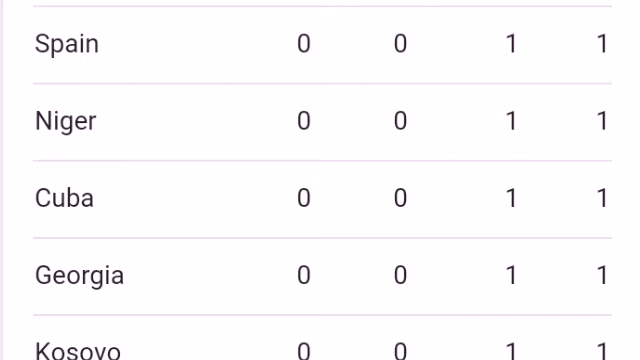 Spain 0 0 1 1
Niger 0 0 1 1
Cuba 0 0 1 1
Georgia 0 0 1 1
Kosovo 0 0 1 1